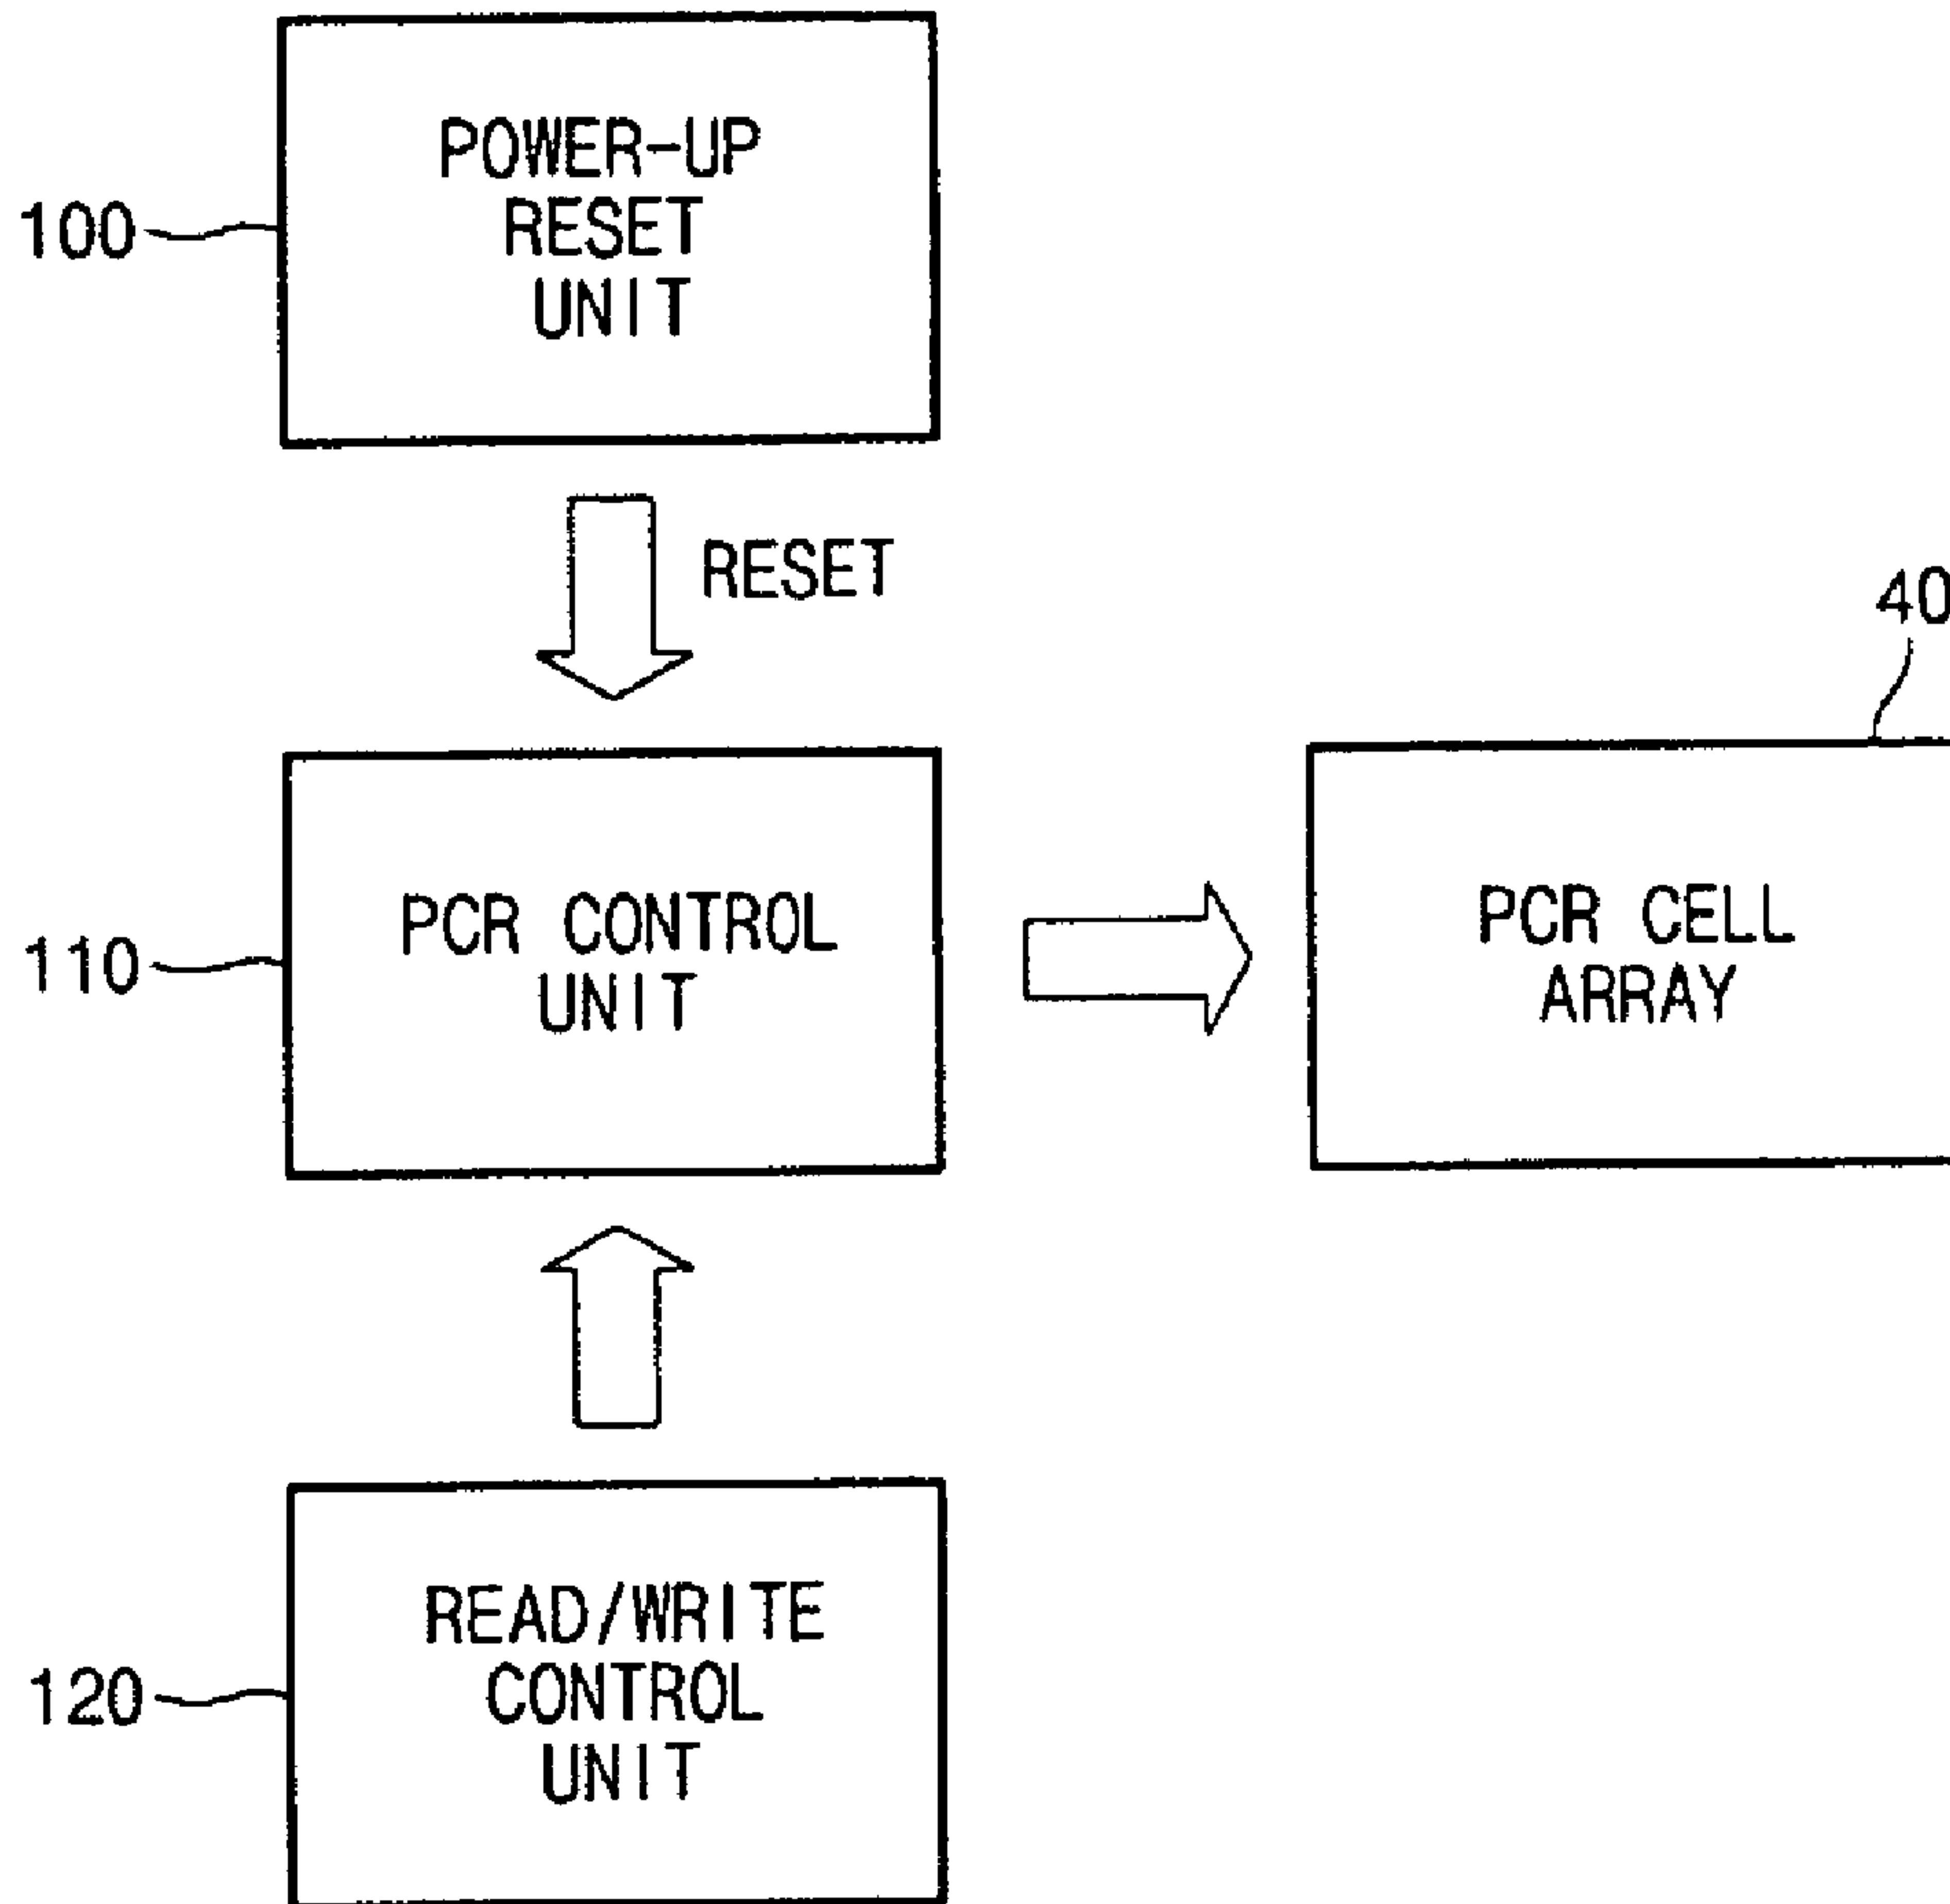 POWER-UP
RESET
UNIT
100
RESET
40
PCR CONTROL
UNIT
110
PCR CELL
ARRAY
READ/WRITE
CONTROL
UNIT
120